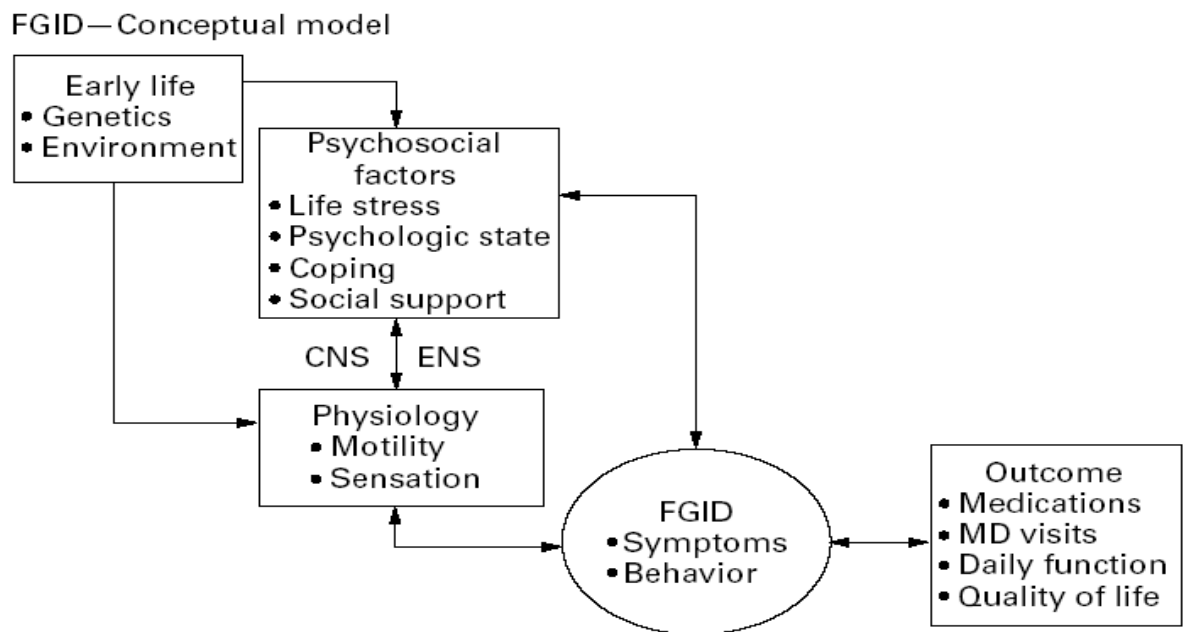 FGID—Conceptual model
Early life
• Genetics
• Environment
Psychosocial
factors
• Life stress
• Psychologic state
• Coping
• Social support
CNS ENS
Physiology
• Motility
• Sensation
FGID
• Symptoms
• Behavior
Outcome
• Medications
• MD visits
• Daily function
• Quality of life